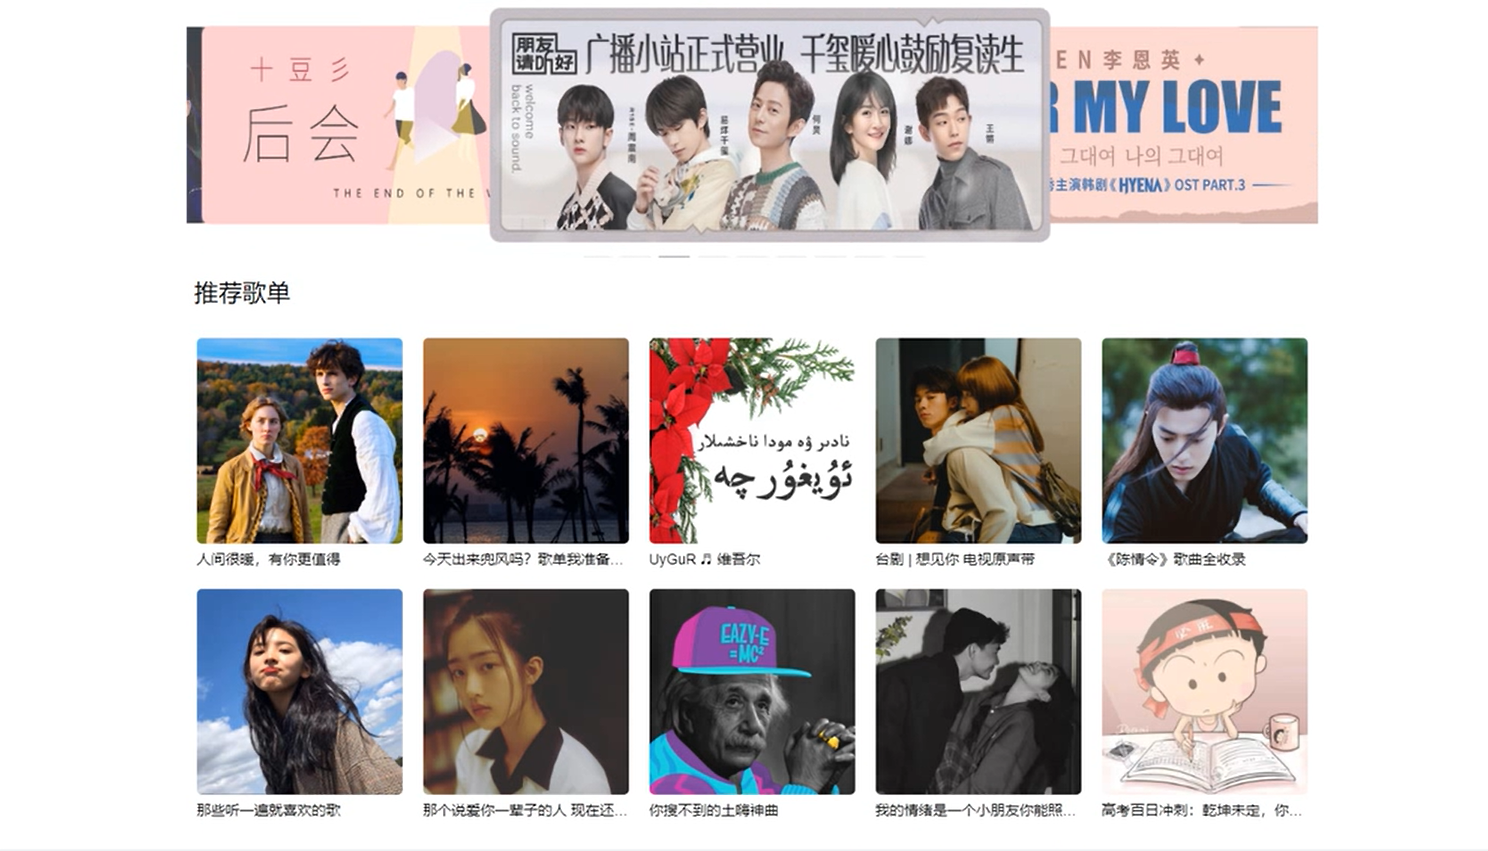 十豆彡
后会
THE END OF THE W
朋友请听好
广播小站正式营业 千玺暖心鼓励复读生
welcome
back to sound.
周震南
易烊千玺
何炅
谢娜
王
EN李恩英
R MY LOVE
그대여 나의 그대여
主演韩剧《HYENA》OST PART.3
推荐歌单
نادىر ۋە مودا ناخشىلار
ئۇيغۇرچە
人间很暖，有你更值得
今天出来兜风吗？歌单我准备...
UyGuR ♬ 维吾尔
台剧 | 想见你 电视原声带
《陈情令》歌曲全收录
EAZY-E
=MC²
必胜
那些听一遍就喜欢的歌
那个说爱你一辈子的人 现在还...
你搜不到的土嗨神曲
我的情绪是一个小朋友你能照...
高考百日冲刺：乾坤未定，你...